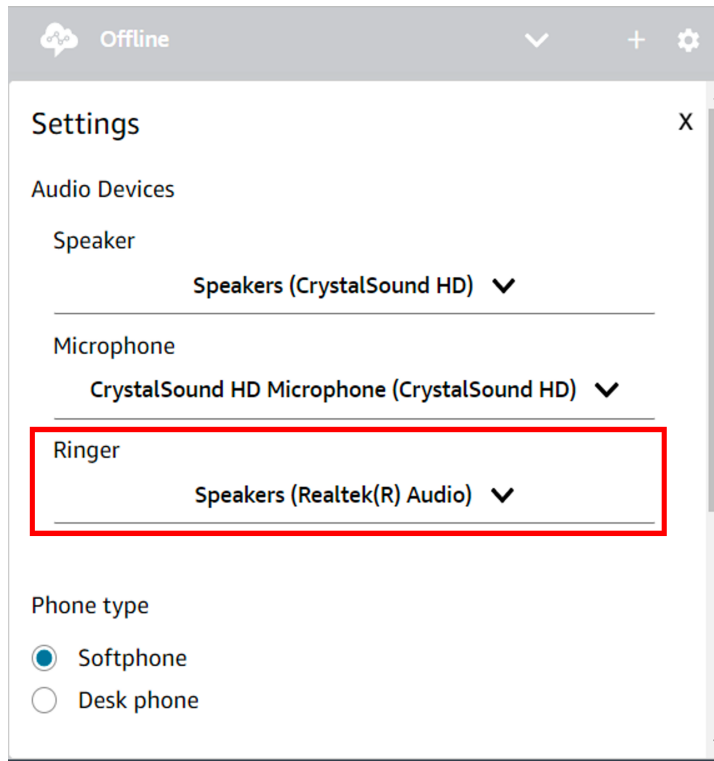 Offline
Settings
X
Audio Devices
Speaker
Speakers (CrystalSound HD)
Microphone
CrystalSound HD Microphone (CrystalSound HD)
Ringer
Speakers (Realtek(R) Audio)
Phone type
Softphone
Desk phone